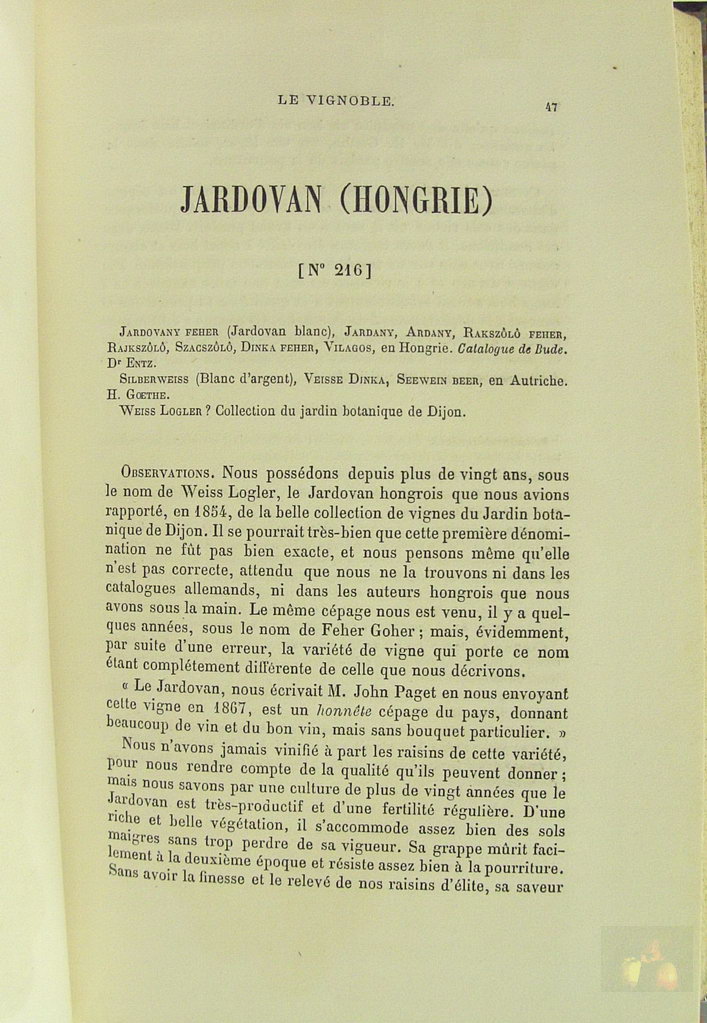 LE VIGNOBLE.
47
JARDOVAN (HONGRIE)
[N° 216]
JARDOVANY FEHER (Jardovan blanc), JARDANY, ARDANY, RAKSZÔLÔ FEHER,
RAJKSZÔLÔ, SZACSZÔLÔ, DINKA FEHER, VILAGOS, en Hongrie. Catalogue de Bude.
Dr ENTZ.
SILBERWEISS (Blanc d'argent), VEISSE DINKA, SEEWEIN BEER, en Autriche.
H. GŒTHE.
WEISS LOGLER ? Collection du jardin botanique de Dijon.
OBSERVATIONS. Nous possédons depuis plus de vingt ans, sous
le nom de Weiss Logler, le Jardovan hongrois que nous avions
rapporté, en 1854, de la belle collection de vignes du Jardin bota-
nique de Dijon. Il se pourrait très-bien que cette première dénomi-
nation ne fût pas bien exacte, et nous pensons même qu'elle
n'est pas correcte, attendu que nous ne la trouvons ni dans les
catalogues allemands, ni dans les auteurs hongrois que nous
avons sous la main. Le même cépage nous est venu, il y a quel-
ques années, sous le nom de Feher Goher ; mais, évidemment,
par suite d'une erreur, la variété de vigne qui porte ce nom
étant complétement différente de celle que nous décrivons.
« Le Jardovan, nous écrivait M. John Paget en nous envoyant
cette vigne en 1867, est un honnête cépage du pays, donnant
beaucoup de vin et du bon vin, mais sans bouquet particulier. »
Nous n'avons jamais vinifié à part les raisins de cette variété,
pour nous rendre compte de la qualité qu'ils peuvent donner ;
mais nous savons par une culture de plus de vingt années que le
Jardovan est très-productif et d'une fertilité régulière. D'une
riche et belle végétation, il s'accommode assez bien des sols
maigres sans trop perdre de sa vigueur. Sa grappe mûrit faci-
lement à la deuxième époque et résiste assez bien à la pourriture.
Sans avoir la finesse et le relevé de nos raisins d'élite, sa saveur